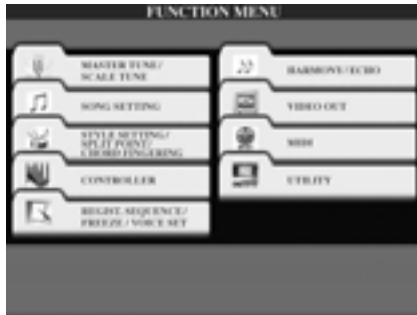 FUNCTION MENU
MASTER TUNE/
SCALE TUNE
SONG SETTING
STYLE SETTING/
SPLIT POINT/
CHORD FINGERING
CONTROLLER
REGIST. SEQUENCE/
FREEZE / VOICE SET
HARMONY/ECHO
VIDEO OUT
MIDI
UTILITY